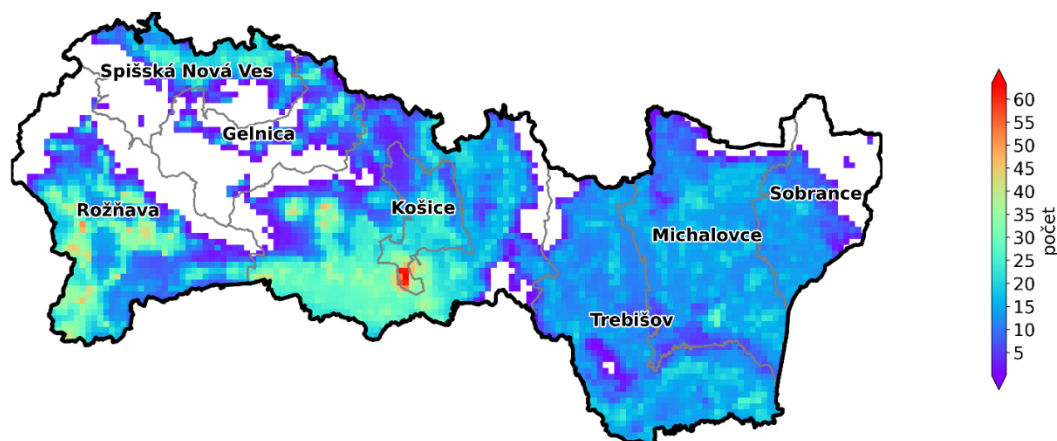 Spišská Nová Ves
Gelnica
Rožňava
Košice
Sobrance
Michalovce
Trebišov
60
55
50
45
40
35
30
25
20
15
10
5
počet